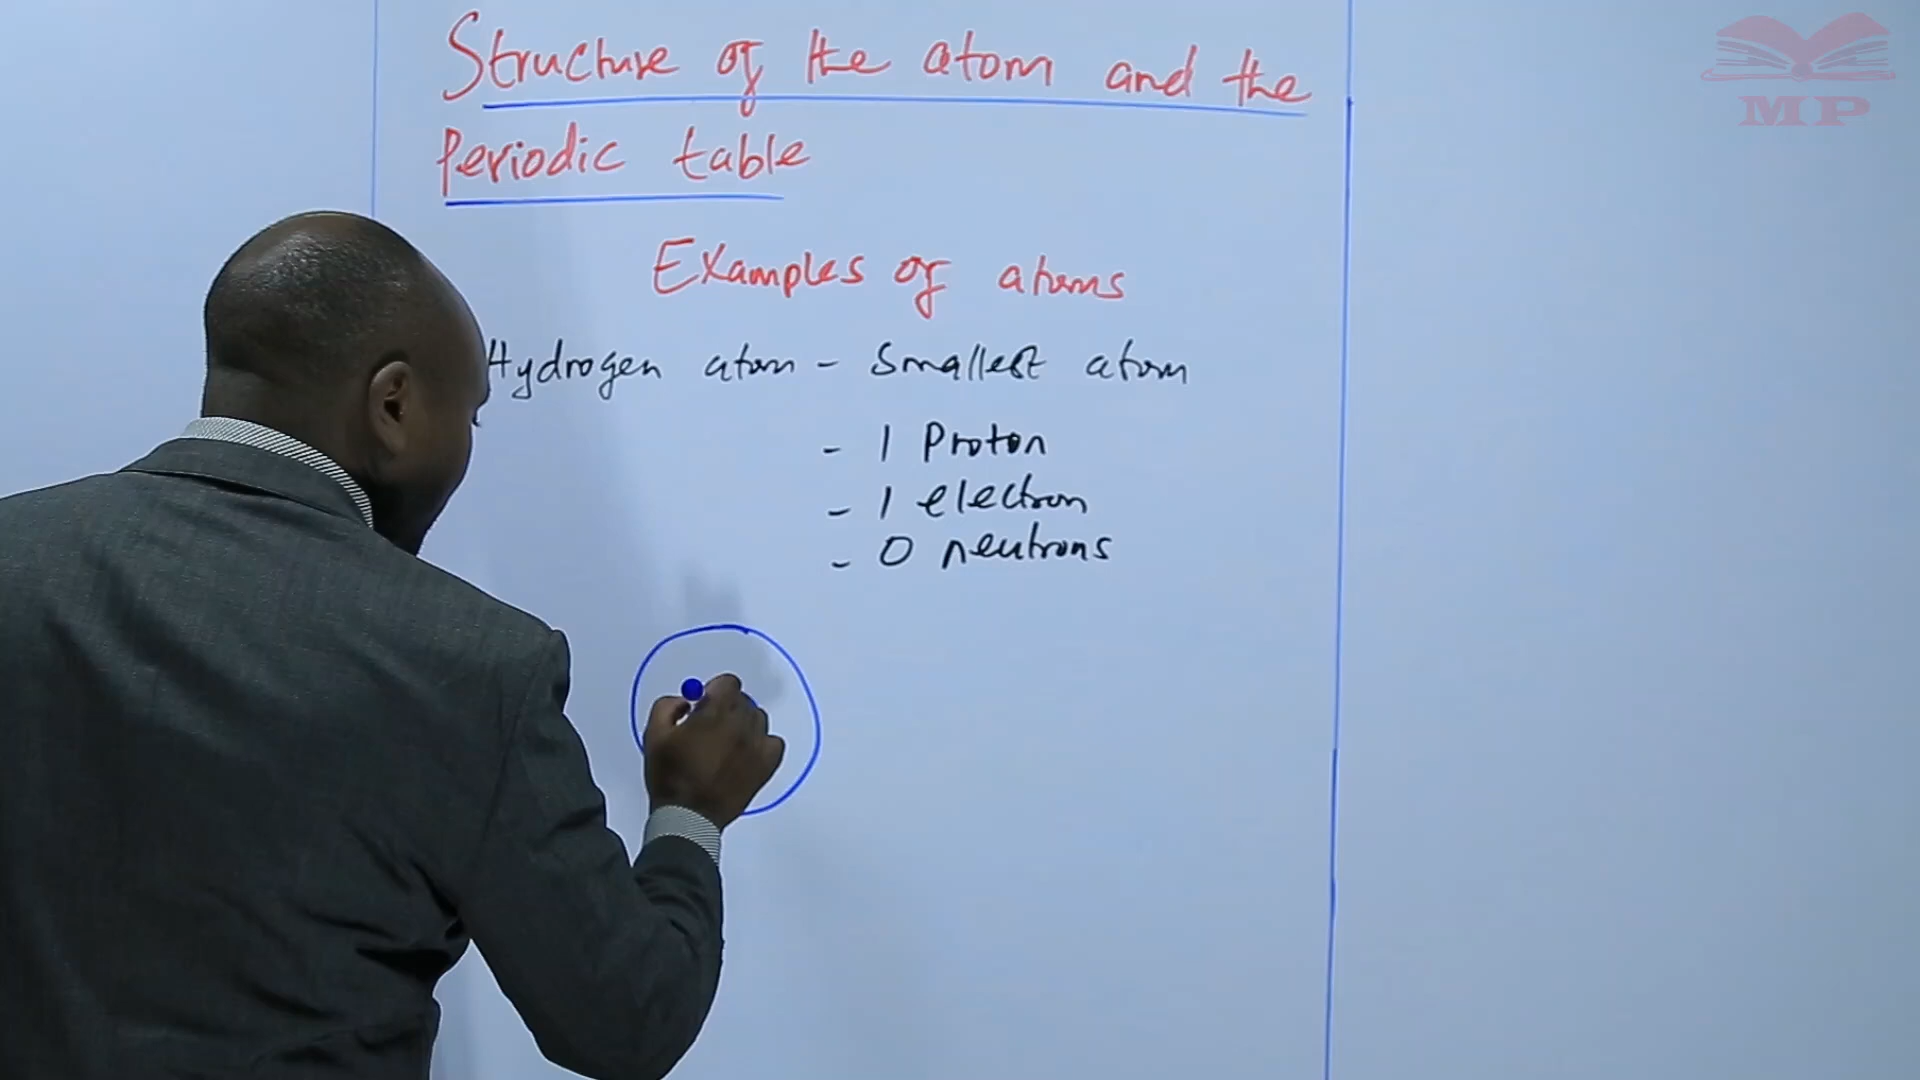 Structure of the atom and the
Periodic table
Examples of atoms
Hydrogen atom - Smallest atom
- 1 Proton
- 1 electron
- 0 neutrons
MP